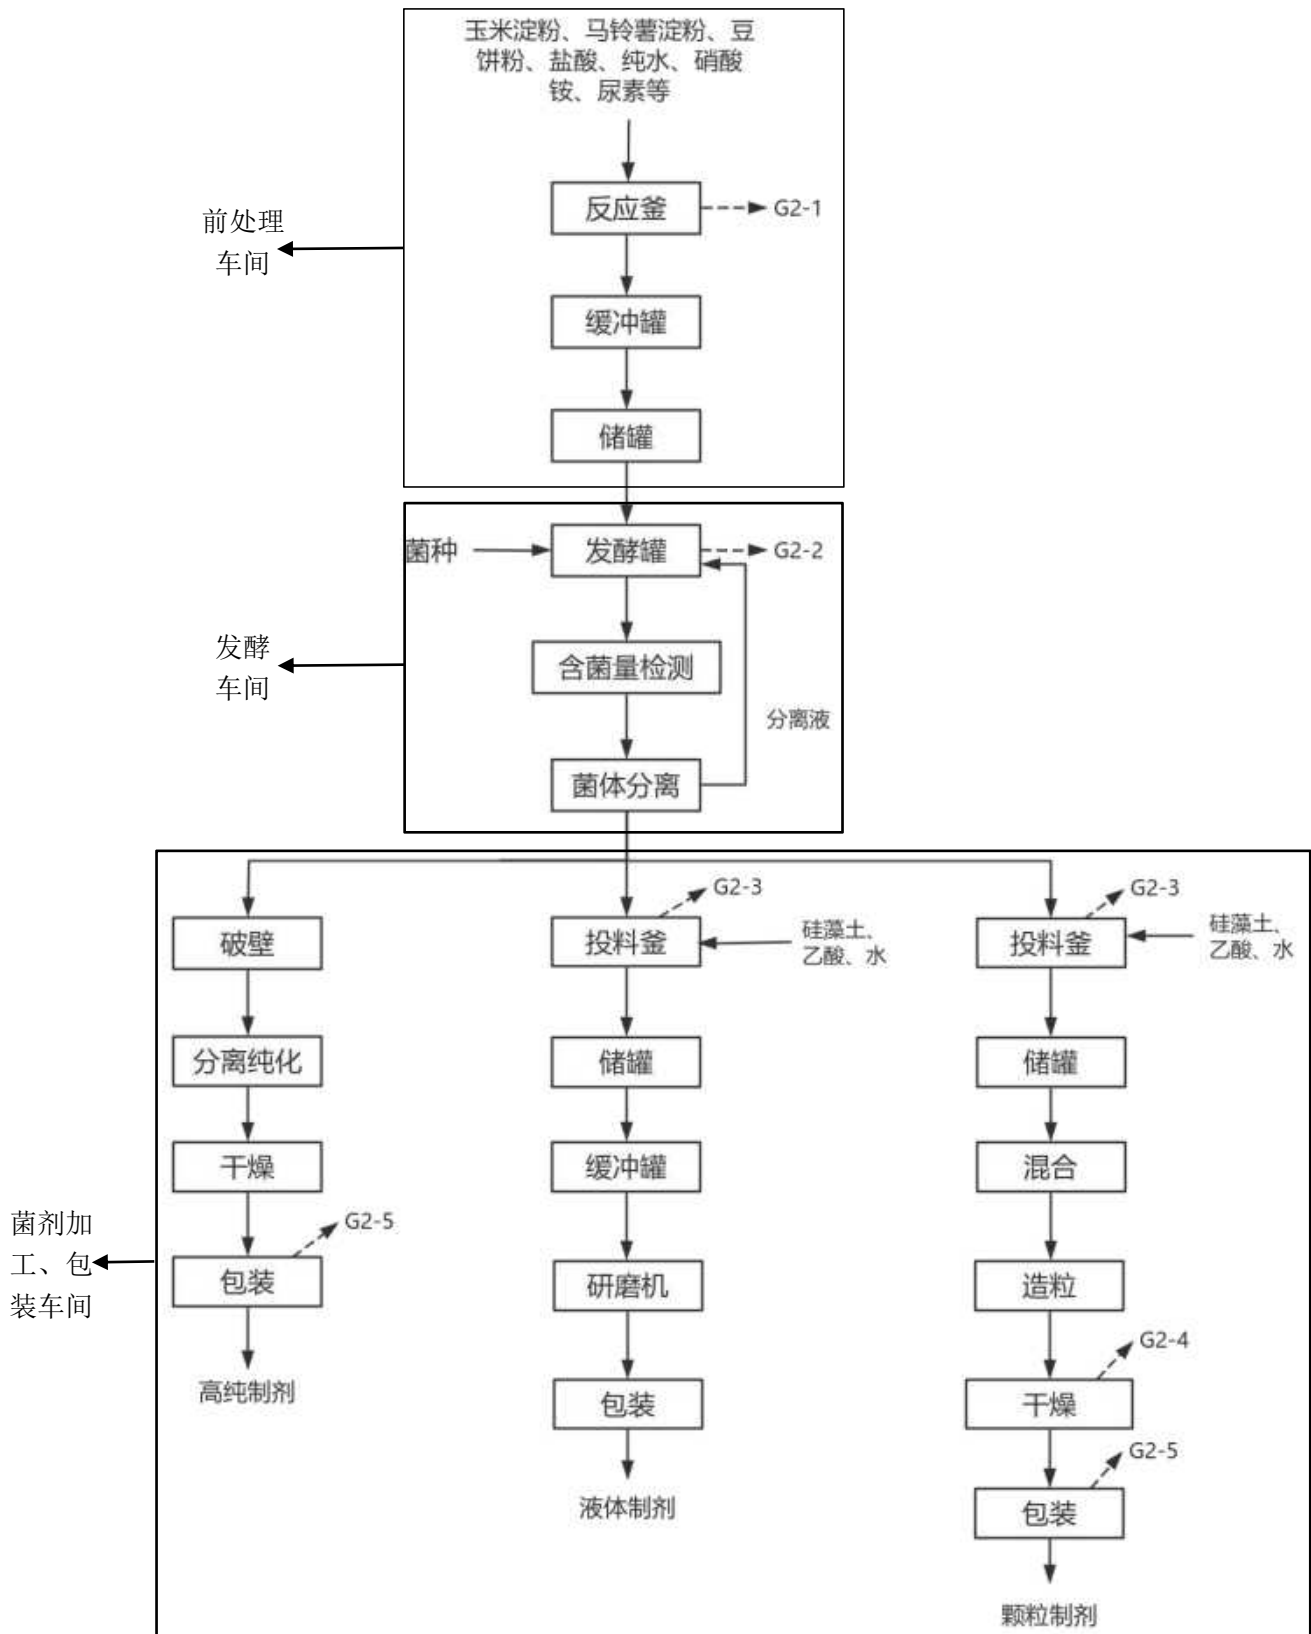 玉米淀粉、马铃薯淀粉、豆
饼粉、盐酸、纯水、硝酸
铵、尿素等
反应釜
G2-1
前处理
车间
缓冲罐
储罐
菌种
发酵罐
G2-2
发酵
车间
含菌量检测
分离液
菌体分离
破壁
分离纯化
干燥
G2-5
包装
高纯制剂
G2-3
投料釜
硅藻土、
乙酸、水
储罐
缓冲罐
研磨机
包装
液体制剂
G2-3
投料釜
硅藻土、
乙酸、水
储罐
混合
造粒
G2-4
干燥
G2-5
包装
颗粒制剂
菌剂加
工、包
装车间